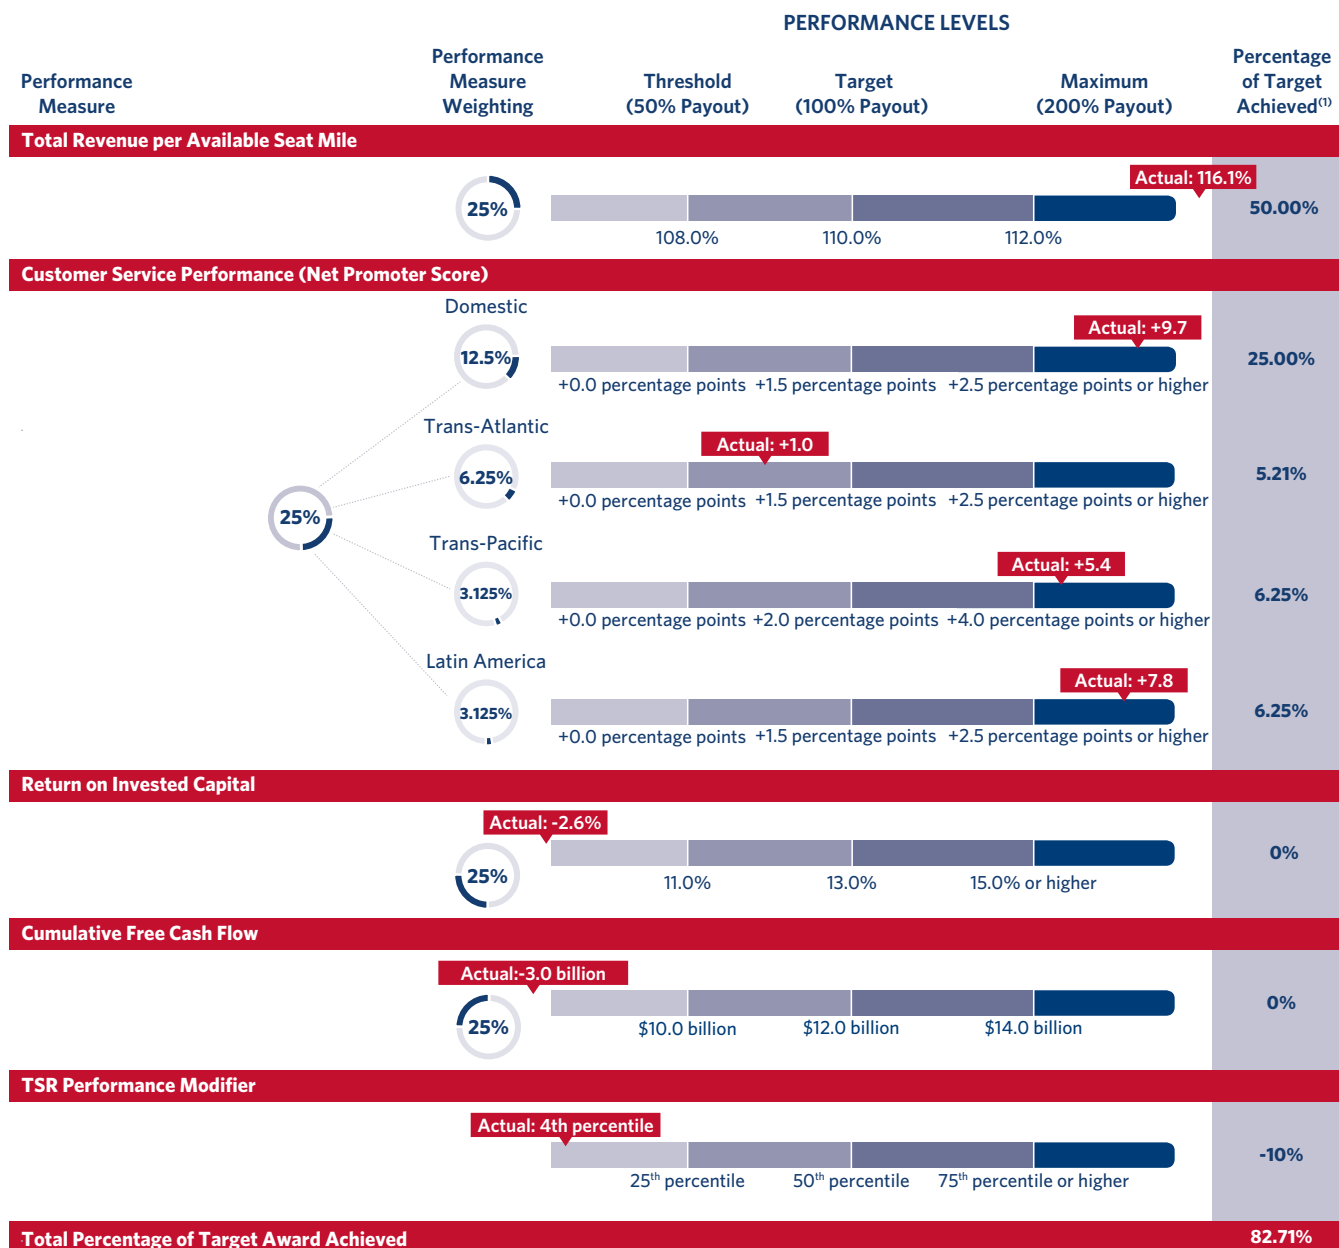 PERFORMANCE LEVELS
Performance
Measure
Performance
Measure
Weighting
Threshold
(50% Payout)
Target
(100% Payout)
Maximum
(200% Payout)
Percentage
of Target
Achieved(1)
Total Revenue per Available Seat Mile
Actual: 116.1%
25%
50.00%
108.0% 110.0% 112.0%
Customer Service Performance (Net Promoter Score)
Domestic
Actual: +9.7
12.5%
25.00%
+0.0 percentage points +1.5 percentage points +2.5 percentage points or higher
Trans-Atlantic
Actual: +1.0
6.25%
5.21%
+0.0 percentage points +1.5 percentage points +2.5 percentage points or higher
25%
Trans-Pacific
Actual: +5.4
3.125%
6.25%
+0.0 percentage points +2.0 percentage points +4.0 percentage points or higher
Latin America
Actual: +7.8
3.125%
6.25%
+0.0 percentage points +1.5 percentage points +2.5 percentage points or higher
Return on Invested Capital
Actual: -2.6%
25%
0%
11.0% 13.0% 15.0% or higher
Cumulative Free Cash Flow
Actual:-3.0 billion
25%
0%
$10.0 billion $12.0 billion $14.0 billion
TSR Performance Modifier
Actual: 4th percentile
-10%
25th percentile 50th percentile 75th percentile or higher
Total Percentage of Target Award Achieved 82.71%